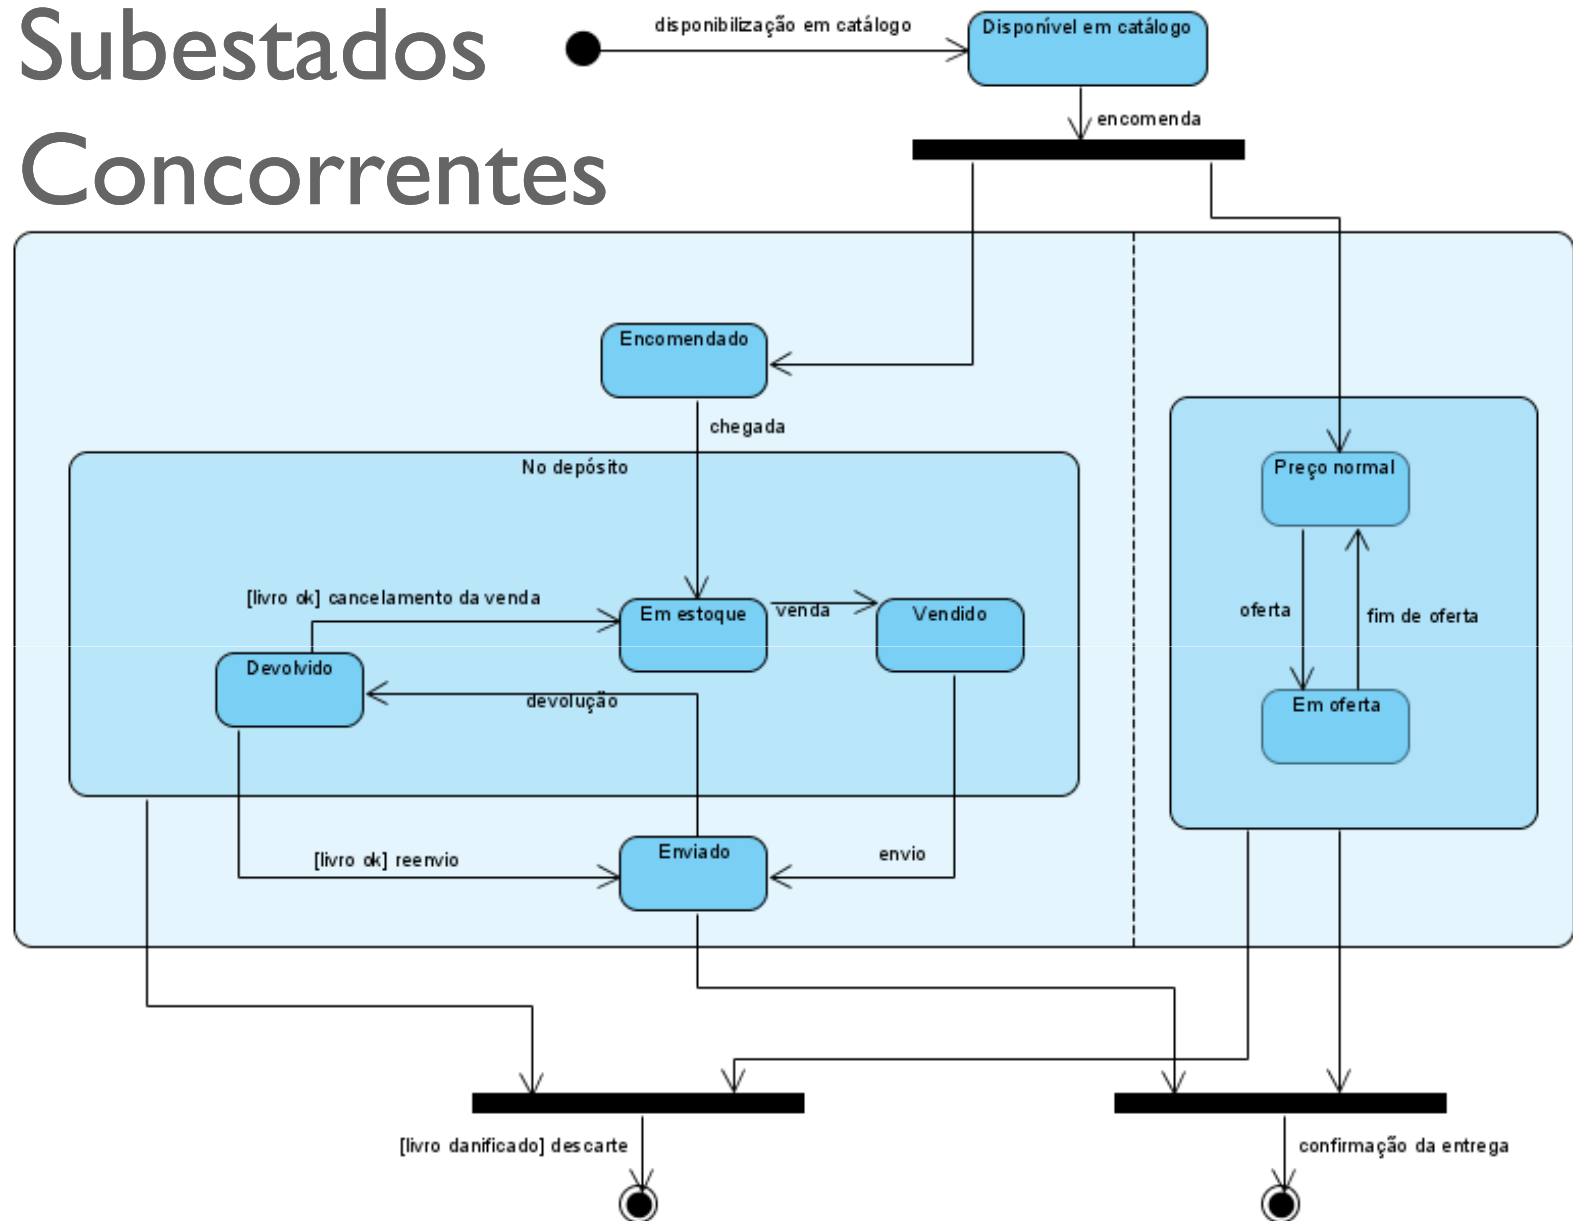 Subestados
Concorrentes
disponibilização em catálogo
Disponível em catálogo
encomenda
Encomendado
chegada
No depósito
Preço normal
[livro ok] cancelamento da venda
Em estoque
venda
Vendido
oferta
fim de oferta
Devolvido
devolução
Em oferta
[livro ok] reenvio
Enviado
envio
[livro danificado] descarte
confirmação da entrega